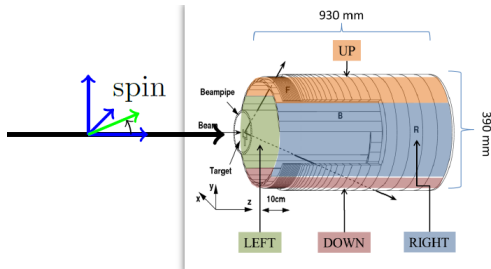 930 mm
UP
spin
Beampipe
F
B
Beam
R
390 mm
Target
y
x
z
10cm
LEFT
DOWN
RIGHT